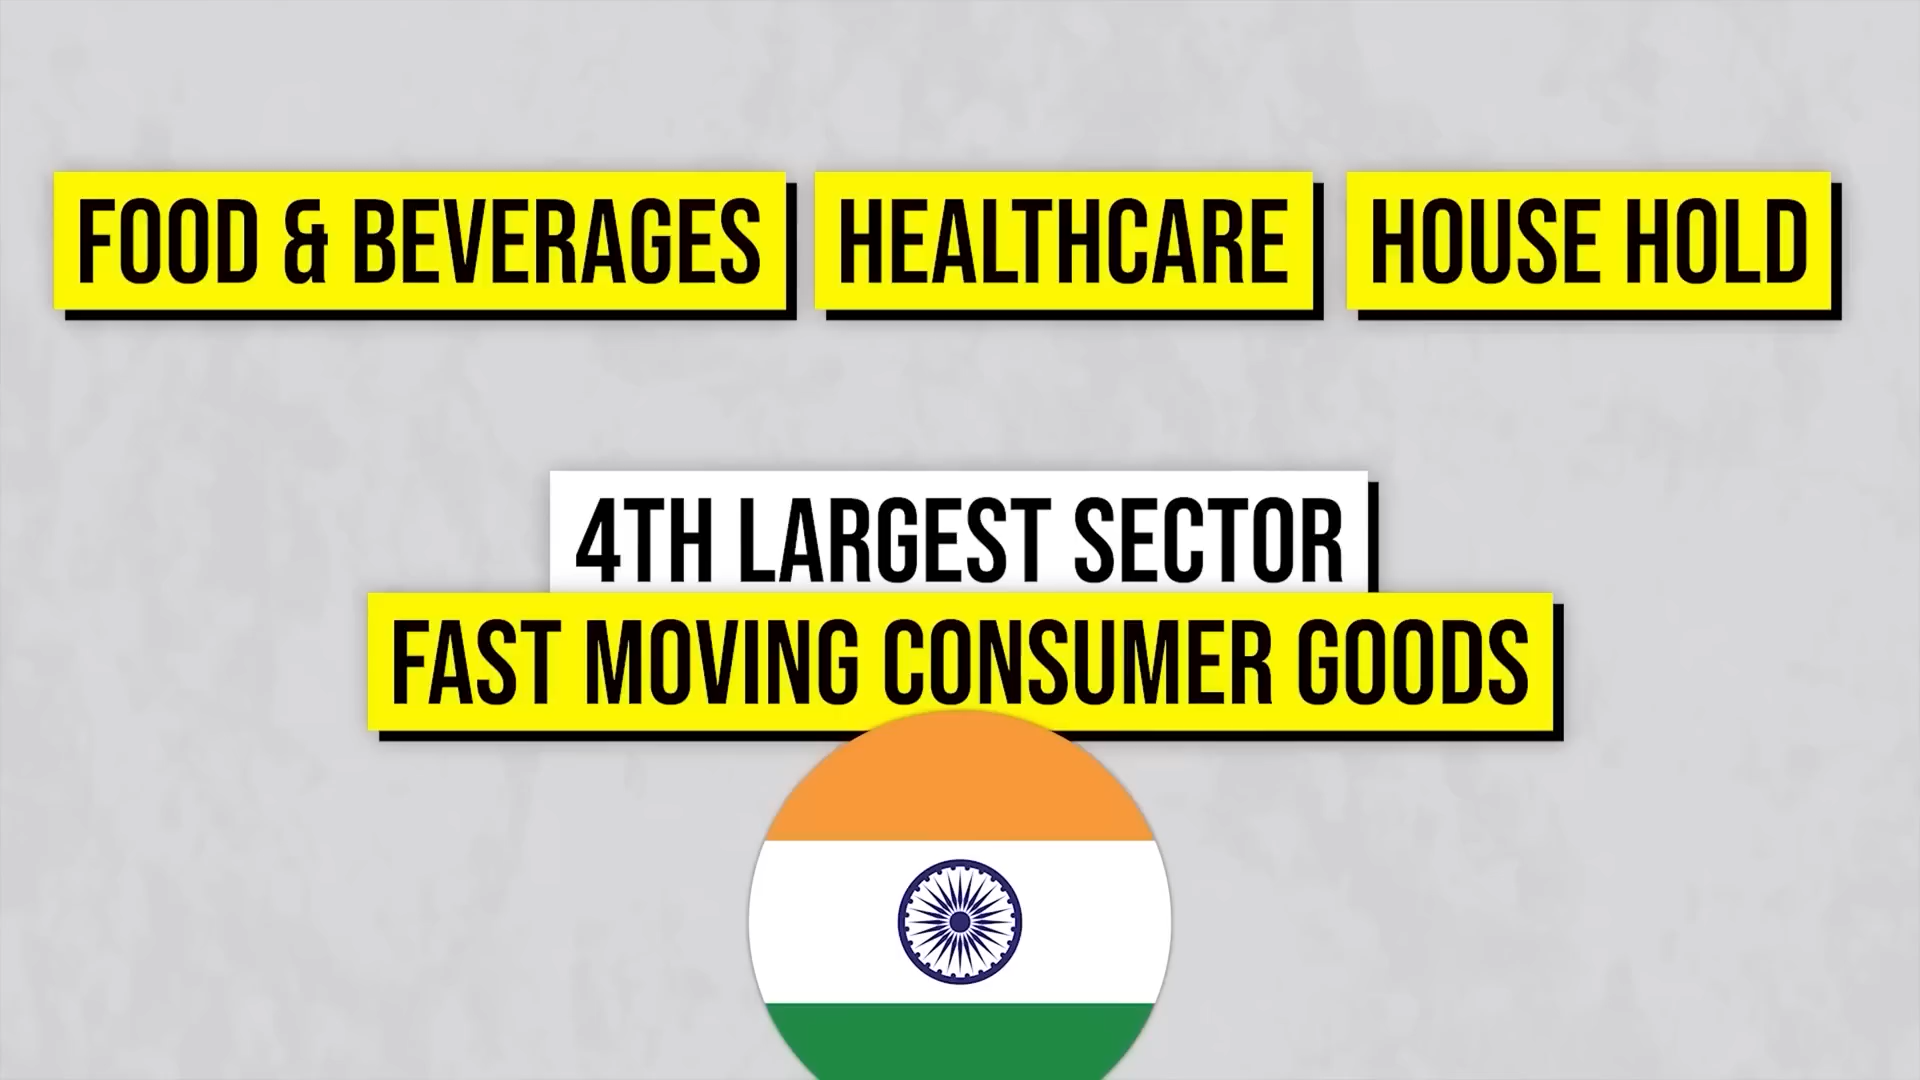 FOOD & BEVERAGES HEALTHCARE HOUSE HOLD
4TH LARGEST SECTOR
FAST MOVING CONSUMER GOODS